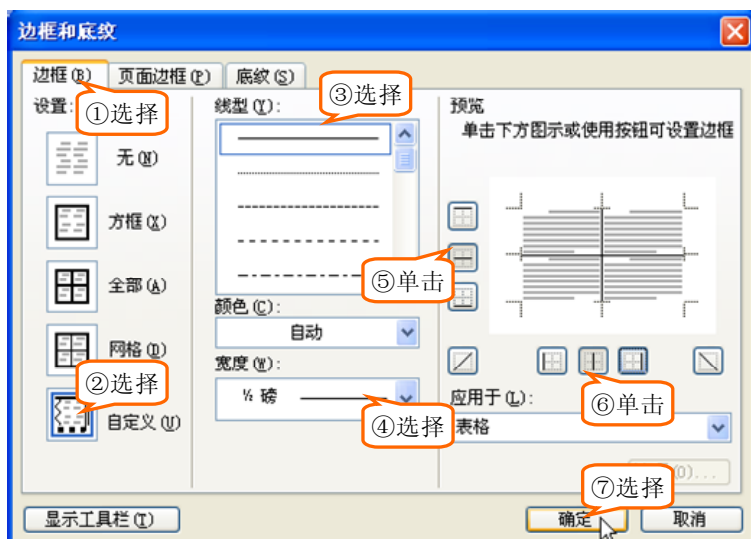 边框和底纹
边框(B)
页面边框(P)
底纹(S)
①选择
设置:
无(N)
方框(X)
全部(A)
网格(D)
②选择
自定义(U)
③选择
线型(Y):
颜色(C):
自动
宽度(W):
½ 磅
④选择
预览
单击下方图示或使用按钮可设置边框
⑤单击
⑥单击
应用于(L):
表格
(O)...
⑦选择
显示工具栏(T)
确定
取消